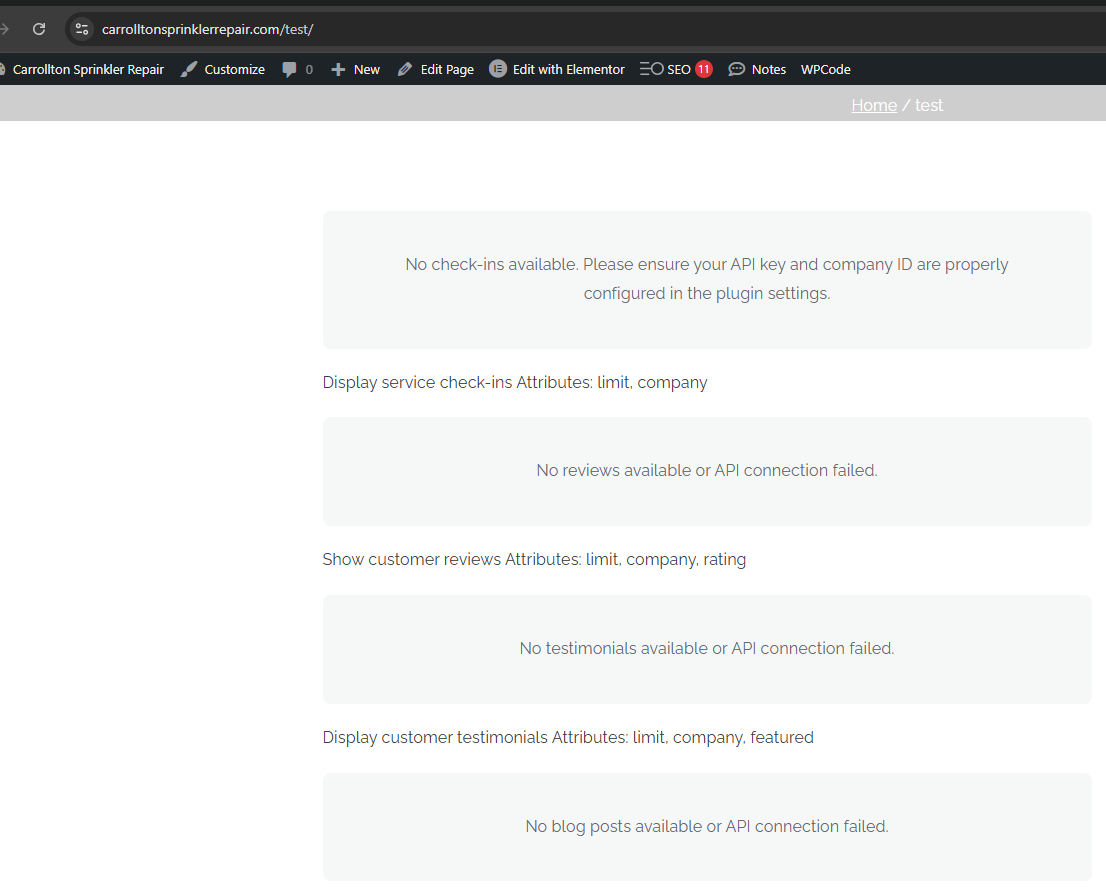 carrolltonsprinklerrepair.com/test/
Carrollton Sprinkler Repair Customize 0 New Edit Page Edit with Elementor SEO 11 Notes WPCode
Home / test
No check-ins available. Please ensure your API key and company ID are properly
configured in the plugin settings.
Display service check-ins Attributes: limit, company
No reviews available or API connection failed.
Show customer reviews Attributes: limit, company, rating
No testimonials available or API connection failed.
Display customer testimonials Attributes: limit, company, featured
No blog posts available or API connection failed.